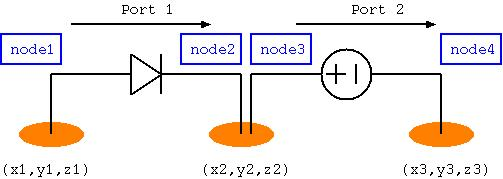 Port 1 Port 2
node1 node2 node3 node4
+ -
(x1,y1,z1) (x2,y2,z2) (x3,y3,z3)